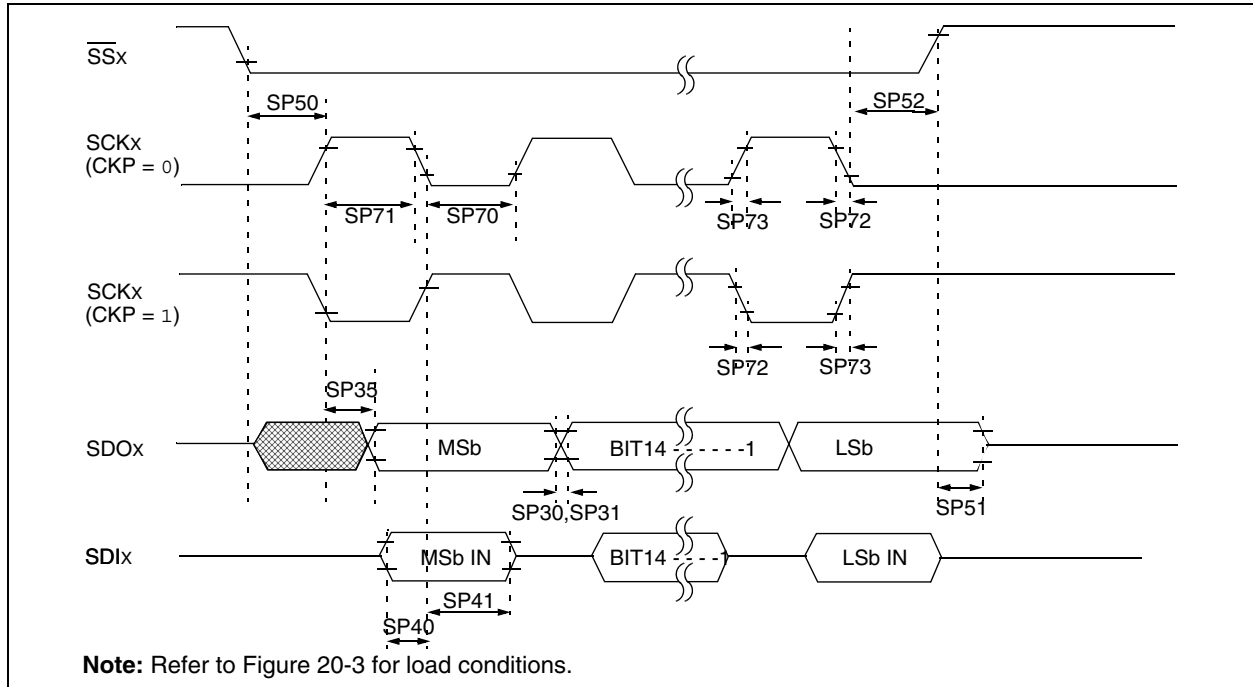 SSx
SP50
SP52
SCKx
(CKP = 0)
SP71
SP70
SP73
SP72
SCKx
(CKP = 1)
SP72
SP73
SP35
SDOx
MSb
BIT14 - - - - - -1
LSb
SP30,SP31
SP51
SDIx
MSb IN
BIT14 - - - - -1
LSb IN
SP41
SP40
Note: Refer to Figure 20-3 for load conditions.